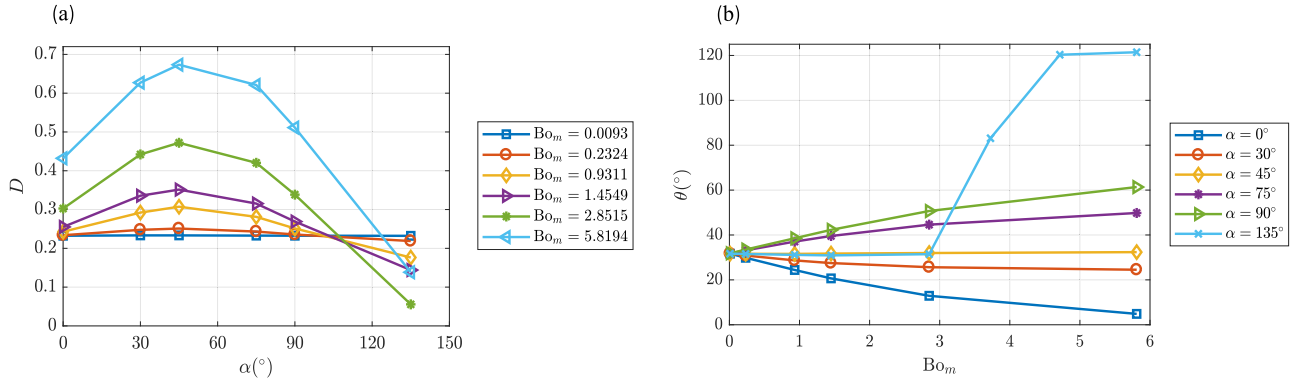 (a)
0.7
0.6
0.5
0.4
0.3
0.2
0.1
0
0 30 60 90 120 150
D
α(°)
Bo_m = 0.0093
Bo_m = 0.2324
Bo_m = 0.9311
Bo_m = 1.4549
Bo_m = 2.8515
Bo_m = 5.8194
(b)
120
100
80
60
40
20
0
0 1 2 3 4 5 6
θ(°)
Bo_m
α = 0°
α = 30°
α = 45°
α = 75°
α = 90°
α = 135°